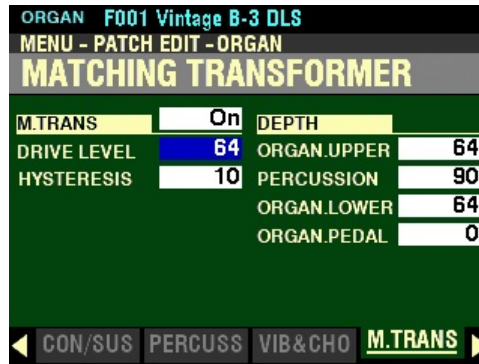 ORGAN F001 Vintage B-3 DLS
MENU - PATCH EDIT - ORGAN
MATCHING TRANSFORMER
M.TRANS On DEPTH
DRIVE LEVEL 64 ORGAN.UPPER 64
HYSTERESIS 10 PERCUSSION 90
ORGAN.LOWER 64
ORGAN.PEDAL 0
CON/SUS PERCUSS VIB&CHO M.TRANS